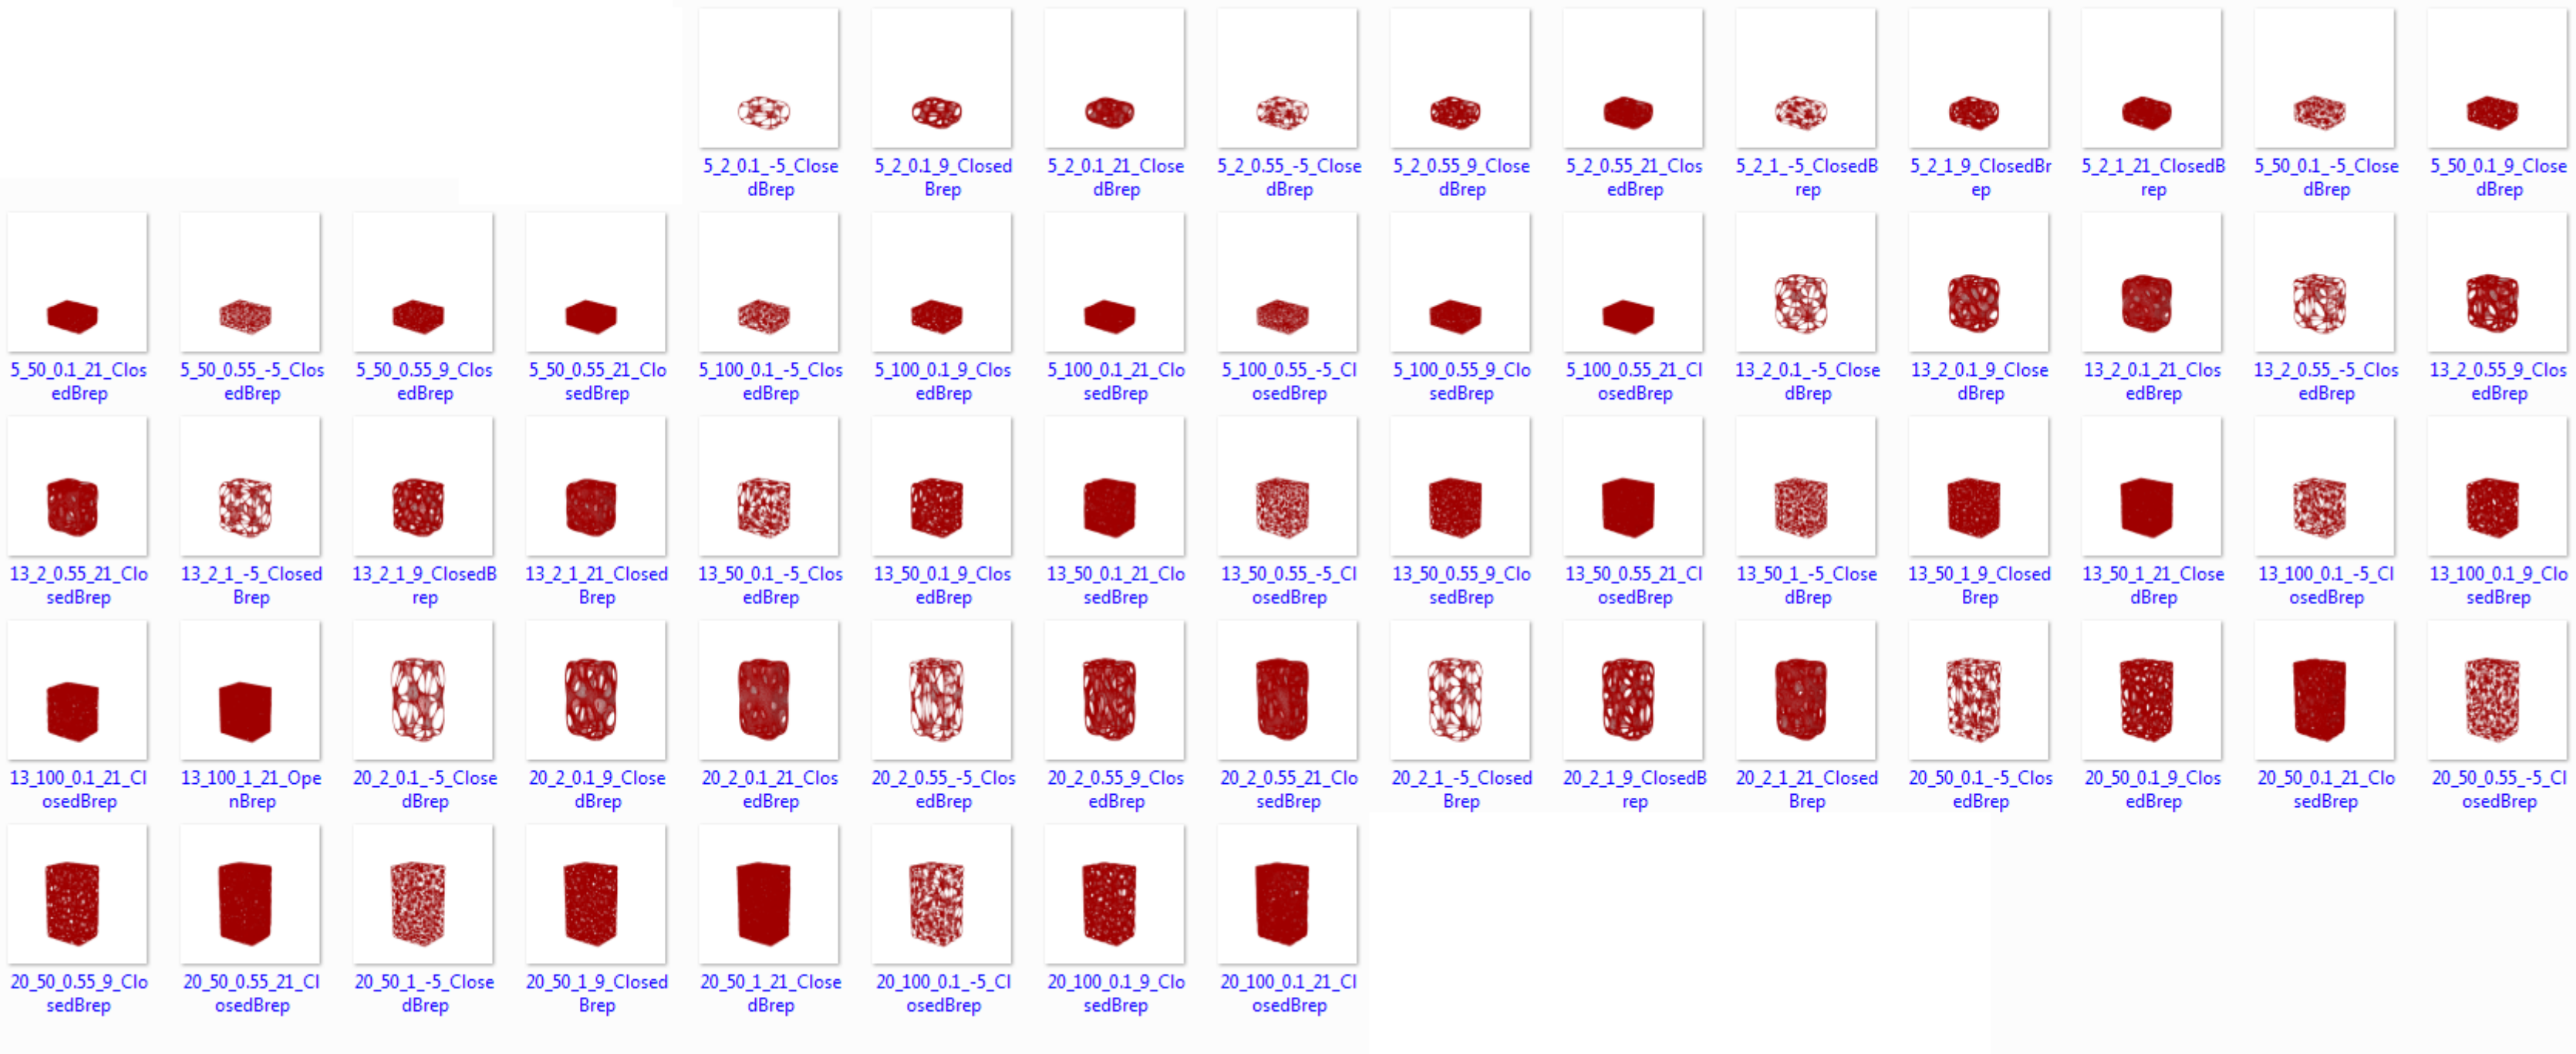 5_2_0.1_-5_Close
dBrep
5_2_0.1_9_Closed
Brep
5_2_0.1_21_Clos
edBrep
5_2_0.55_-5_Clos
edBrep
5_2_0.55_9_Clos
edBrep
5_2_0.55_21_Clos
edBrep
5_2_1_-5_ClosedB
rep
5_2_1_9_ClosedBr
ep
5_2_1_21_ClosedB
rep
5_50_0.1_-5_Clos
edBrep
5_50_0.1_9_Close
dBrep
5_50_0.1_21_Clos
edBrep
5_50_0.55_-5_Clos
edBrep
5_50_0.55_9_Clos
edBrep
5_50_0.55_21_Clo
sedBrep
5_100_0.1_-5_Clos
edBrep
5_100_0.1_9_Clos
edBrep
5_100_0.1_21_Clo
sedBrep
5_100_0.55_-5_Cl
osedBrep
5_100_0.55_9_Clo
sedBrep
5_100_0.55_21_Cl
osedBrep
13_2_0.1_-5_Close
dBrep
13_2_0.1_9_Close
dBrep
13_2_0.1_21_Clos
edBrep
13_2_0.55_-5_Clos
edBrep
13_2_0.55_9_Clos
edBrep
13_2_0.55_21_Clo
sedBrep
13_2_1_-5_Closed
Brep
13_2_1_9_ClosedB
rep
13_2_1_21_Closed
Brep
13_50_0.1_-5_Clos
edBrep
13_50_0.1_9_Clos
edBrep
13_50_0.1_21_Clo
sedBrep
13_50_0.55_-5_Cl
osedBrep
13_50_0.55_9_Clo
sedBrep
13_50_0.55_21_Cl
osedBrep
13_50_1_-5_Close
dBrep
13_50_1_9_Closed
Brep
13_50_1_21_Close
dBrep
13_100_0.1_-5_Cl
osedBrep
13_100_0.1_9_Clo
sedBrep
13_100_0.1_21_Cl
osedBrep
13_100_1_21_Ope
nBrep
20_2_0.1_-5_Close
dBrep
20_2_0.1_9_Close
dBrep
20_2_0.1_21_Clos
edBrep
20_2_0.55_-5_Clos
edBrep
20_2_0.55_9_Clos
edBrep
20_2_0.55_21_Clo
sedBrep
20_2_1_-5_Closed
Brep
20_2_1_9_ClosedB
rep
20_2_1_21_Closed
Brep
20_50_0.1_-5_Clos
edBrep
20_50_0.1_9_Clos
edBrep
20_50_0.1_21_Clo
sedBrep
20_50_0.55_-5_Cl
osedBrep
20_50_0.55_9_Clo
sedBrep
20_50_0.55_21_Cl
osedBrep
20_50_1_-5_Close
dBrep
20_50_1_9_Closed
Brep
20_50_1_21_Close
dBrep
20_100_0.1_-5_Cl
osedBrep
20_100_0.1_9_Clo
sedBrep
20_100_0.1_21_Cl
osedBrep